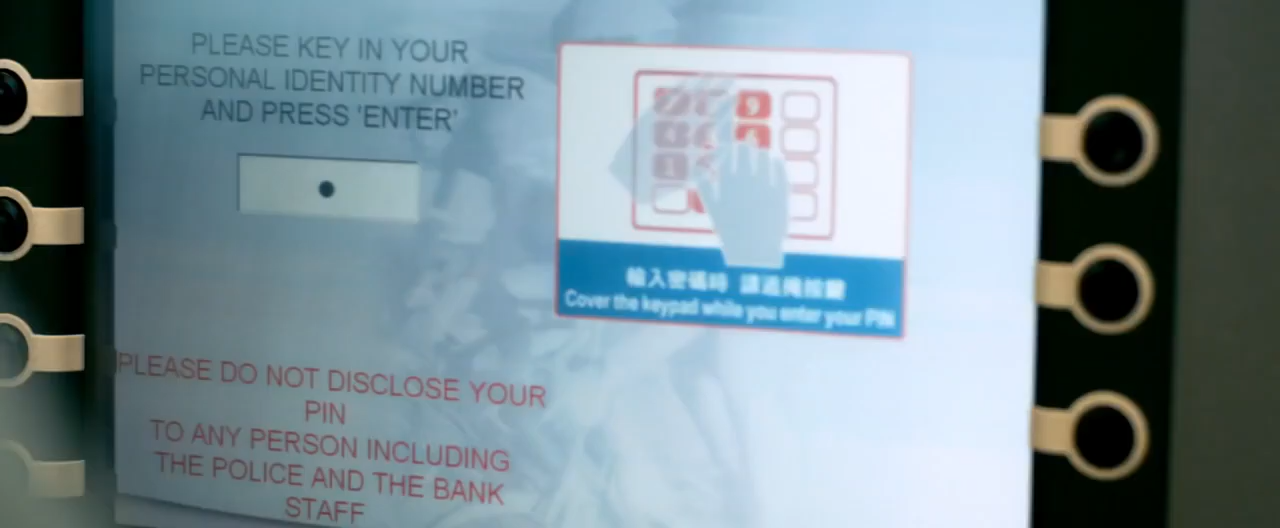 PLEASE KEY IN YOUR
PERSONAL IDENTITY NUMBER
AND PRESS 'ENTER'
9
輸入密碼時 請遮掩按鍵
Cover the keypad while you enter your PIN
PLEASE DO NOT DISCLOSE YOUR
PIN
TO ANY PERSON INCLUDING
THE POLICE AND THE BANK
STAFF